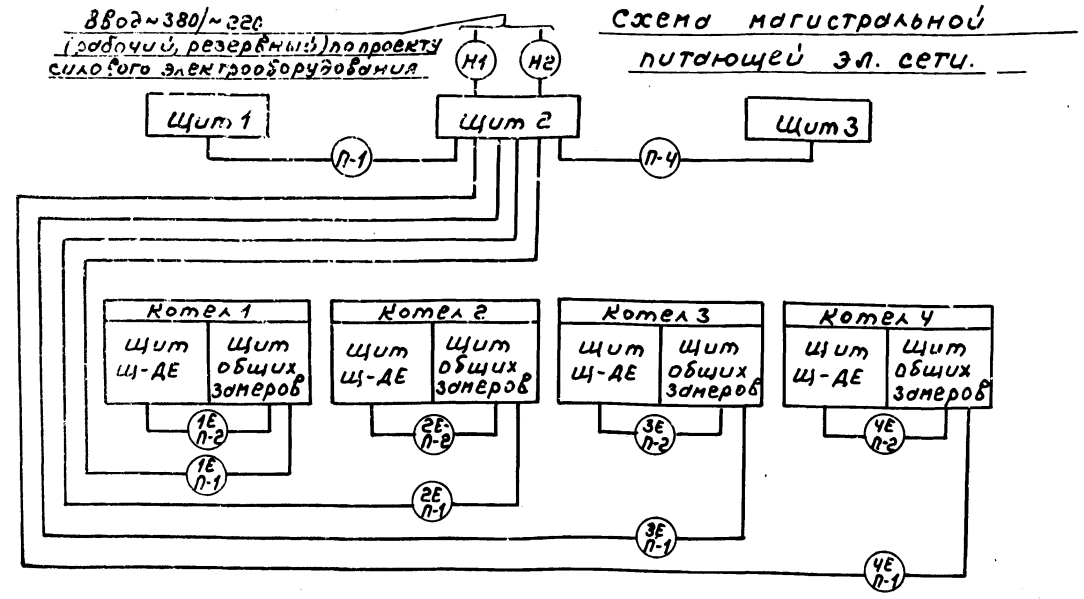 Ввод ~380/~220
(рабочий, резервный) по проекту
силового электрооборудования
Схема магистральной
питающей эл. сети.
Н1
Н2
Щит 1
Щит 2
Щит 3
П-1
П-4
Котел 1
Щит
Щ-ДЕ
Щит
общих
замеров
1Е
П-2
1Е
П-1
Котел 2
Щит
Щ-ДЕ
Щит
общих
замеров
2Е-
П-2
2Е
П-1
Котел 3
Щит
Щ-ДЕ
Щит
общих
замеров
3Е
П-2
3Е
П-1
Котел 4
Щит
Щ-ДЕ
Щит
общих
замеров
4Е
П-2
4Е
П-1